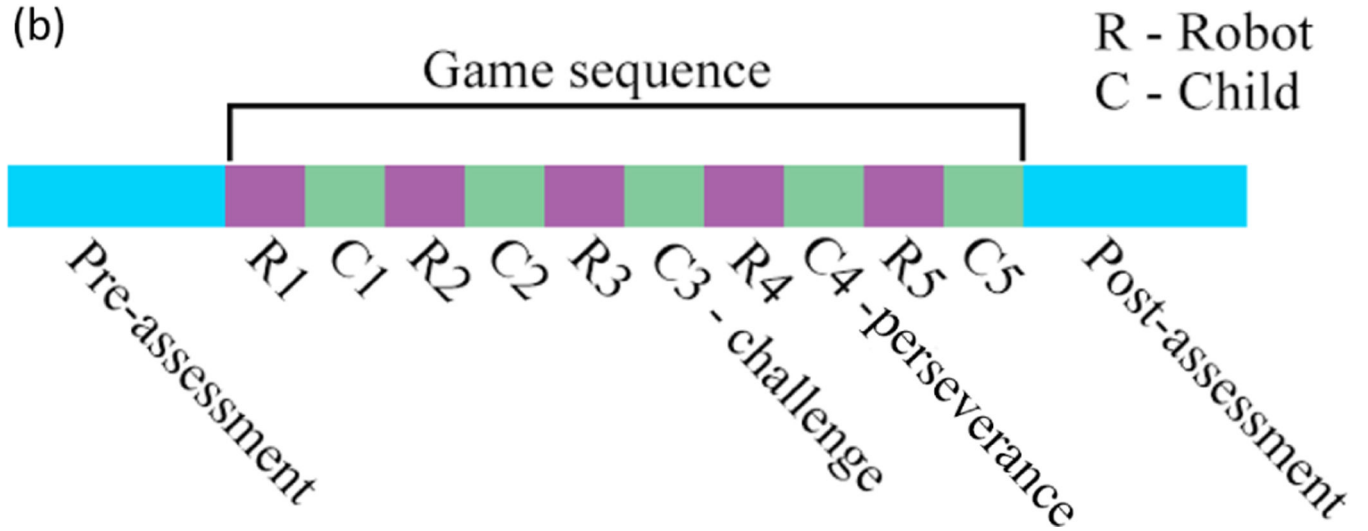 (b)
R - Robot
C - Child
Game sequence
Pre-assessment
R1
C1
R2
C2
R3
C3 - challenge
R4
C4 -perseverance
R5
C5
Post-assessment